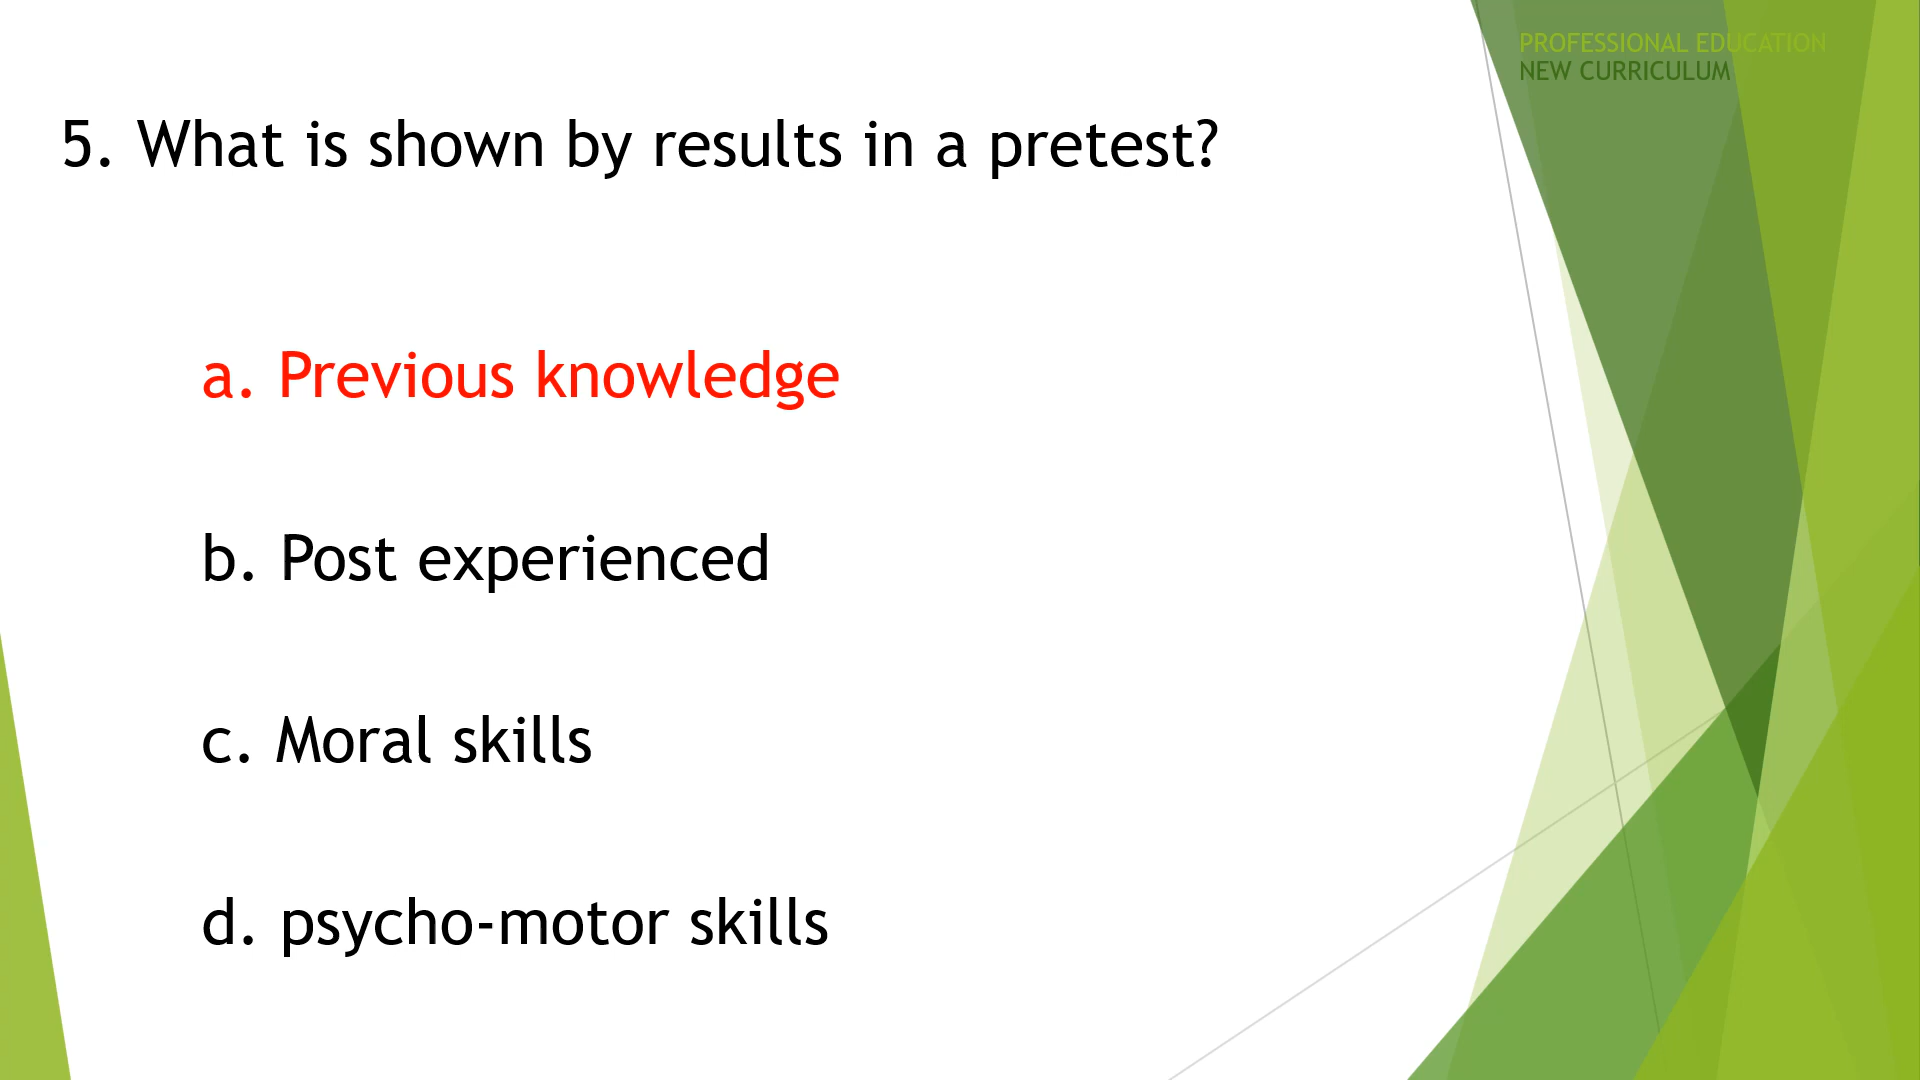 PROFESSIONAL EDUCATION
NEW CURRICULUM
5. What is shown by results in a pretest?
a. Previous knowledge
b. Post experienced
c. Moral skills
d. psycho-motor skills